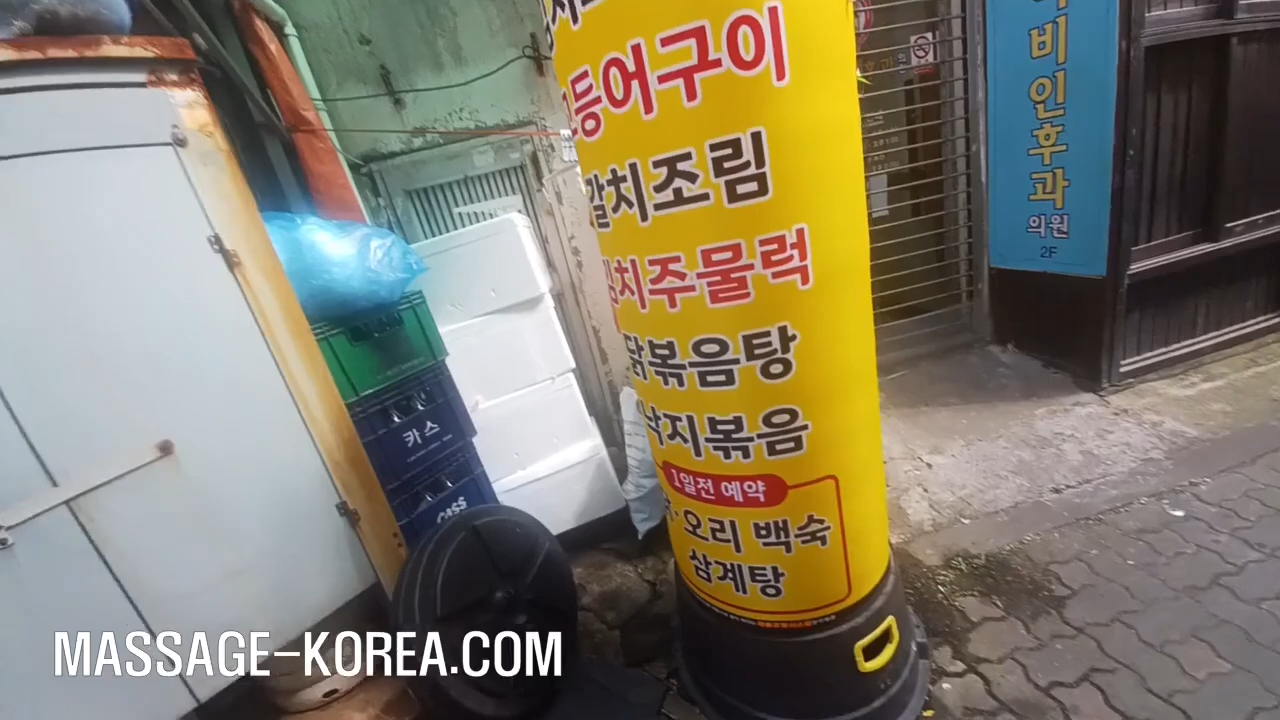 고등어구이
갈치조림
김치주물럭
닭볶음탕
낙지볶음
1일전 예약
오리 백숙
삼계탕
비인후과
의원
2F
카스
CASS
MASSAGE-KOREA.COM